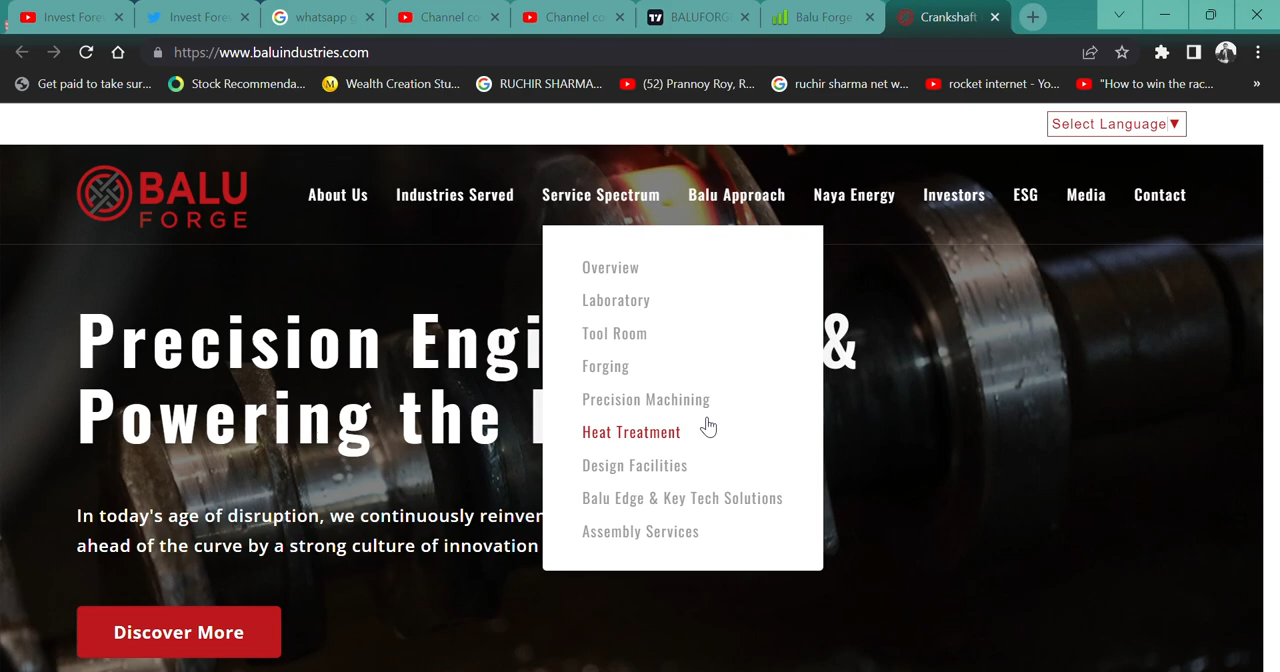 Invest Fore
Invest Fore
whatsapp g
Channel co
Channel co
BALUFORG
Balu Forge
Crankshaft
https://www.baluindustries.com
Get paid to take sur...
Stock Recommenda...
Wealth Creation Stu...
RUCHIR SHARMA...
(52) Prannoy Roy, R...
ruchir sharma net w...
rocket internet - Yo...
"How to win the rac...
»
Select Language▼
BALU
FORGE
About Us
Industries Served
Service Spectrum
Balu Approach
Naya Energy
Investors
ESG
Media
Contact
Overview
Laboratory
Tool Room
Forging
Precision Machining
Heat Treatment
Design Facilities
Balu Edge & Key Tech Solutions
Assembly Services
Precision Engi &
Powering the
In today's age of disruption, we continuously reinven
ahead of the curve by a strong culture of innovation
Discover More